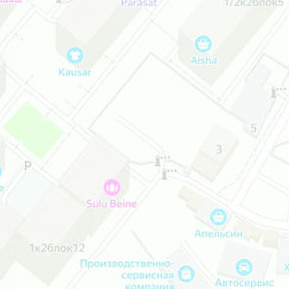 Parasat
1/2к2блок5
Kausar
Aisha
5
3
P
Sulu Beine
Апельсин
1к2блок12
Производственно-
сервисная
компания
Автосервис